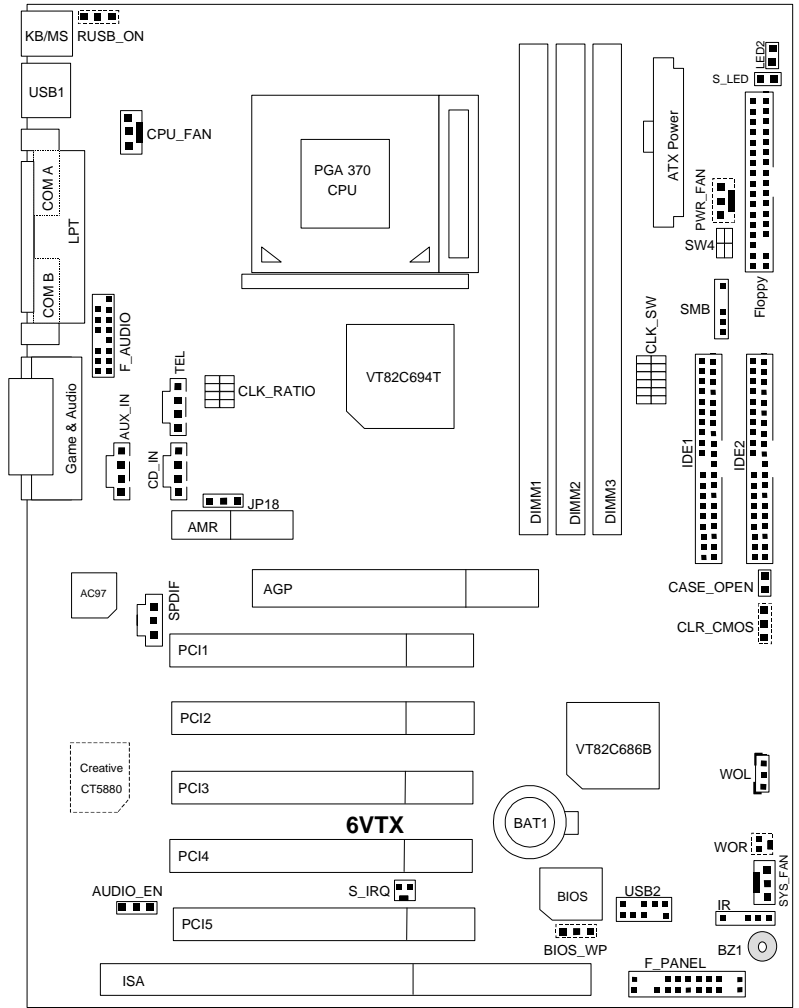 KB/MS
RUSB_ON
LED2
S_LED
USB1
CPU_FAN
ATX Power
PGA 370
CPU
COM A
LPT
COM B
PWR_FAN
SW4
Floppy
SMB
F_AUDIO
TEL
CLK_RATIO
VT82C694T
CLK_SW
Game & Audio
AUX_IN
CD_IN
IDE1
IDE2
JP18
AMR
DIMM1
DIMM2
DIMM3
AC97
SPDIF
AGP
CASE_OPEN
CLR_CMOS
PCI1
PCI2
VT82C686B
Creative
CT5880
PCI3
WOL
6VTX
BAT1
PCI4
WOR
SYS_FAN
AUDIO_EN
S_IRQ
BIOS
USB2
IR
PCI5
BIOS_WP
BZ1
F_PANEL
ISA